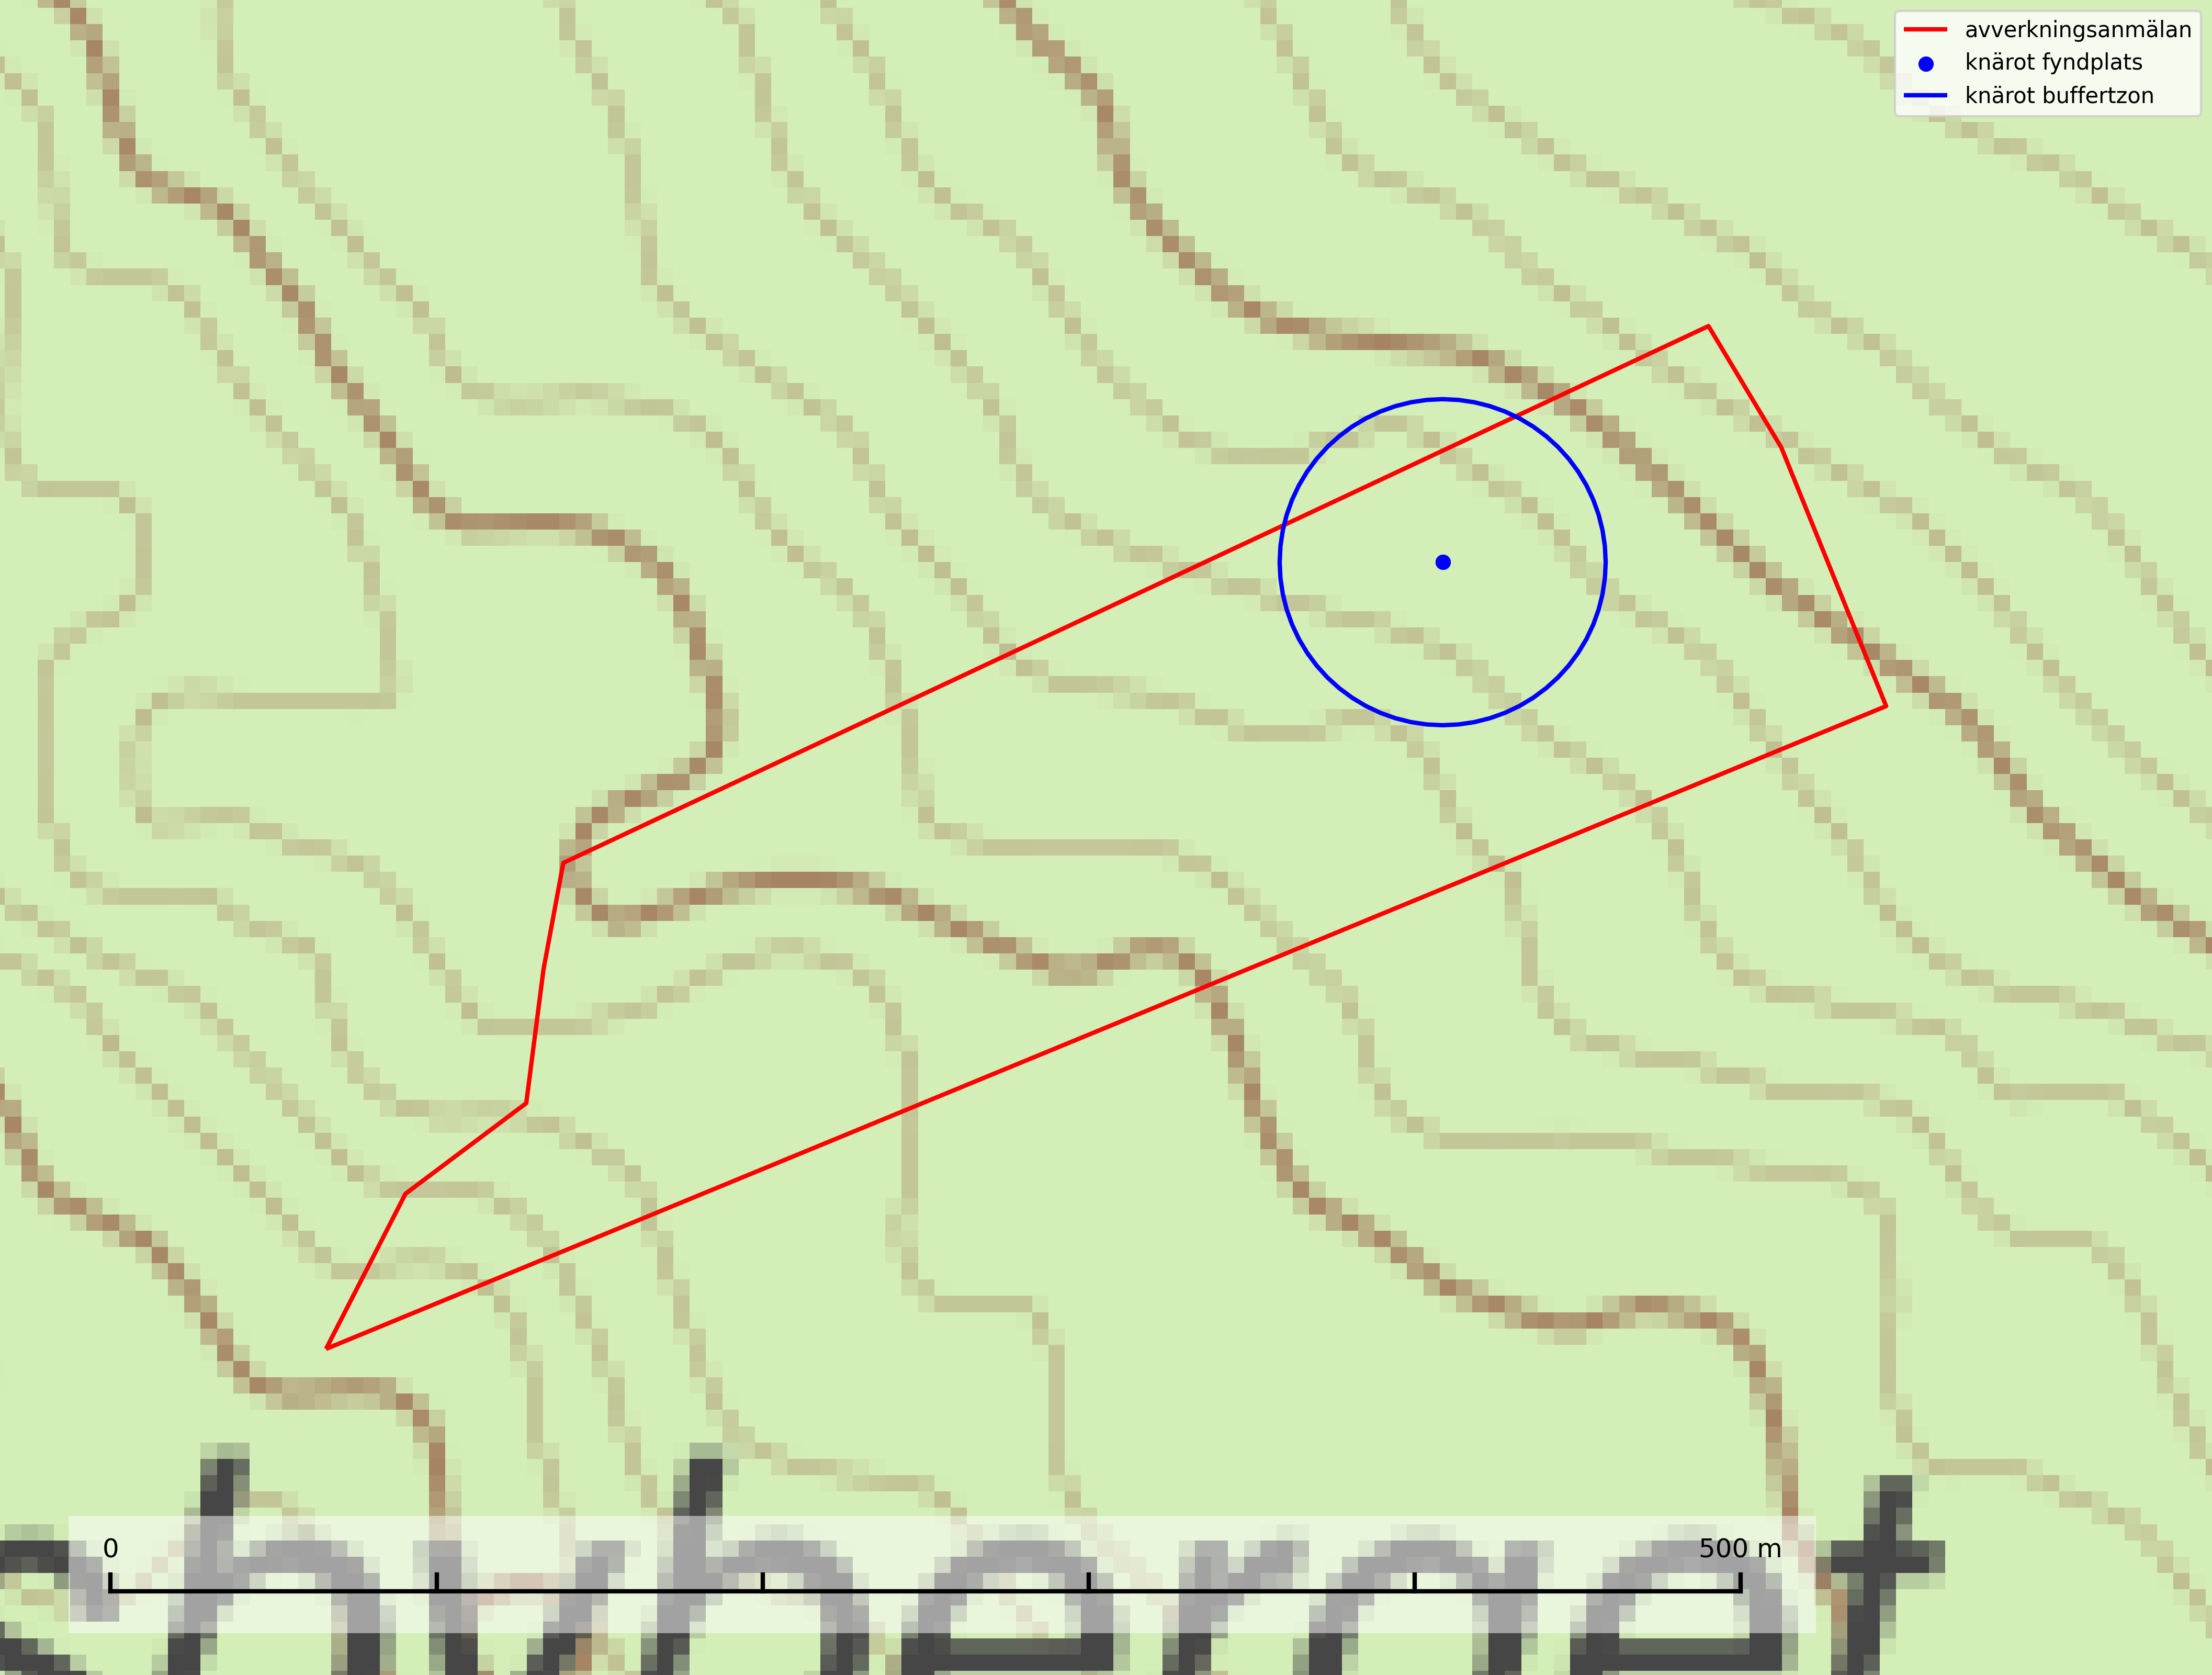 avverkningsanmälan
knärot fyndplats
knärot buffertzon
0 500 m